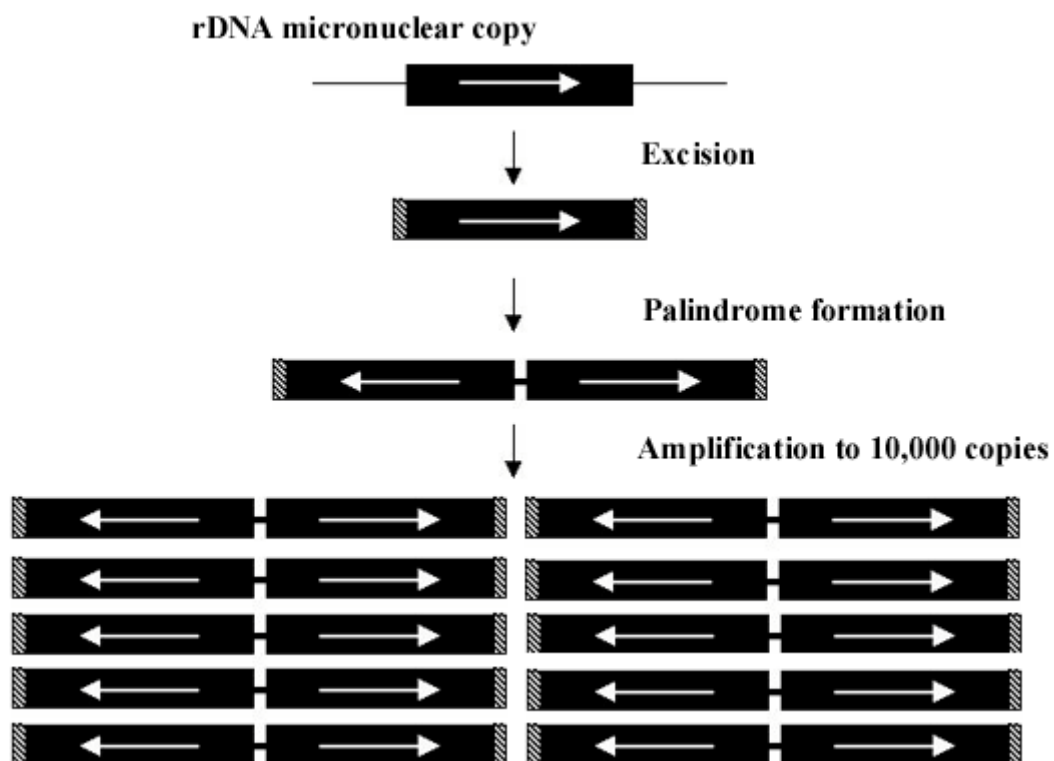 rDNA micronuclear copy
Excision
Palindrome formation
Amplification to 10,000 copies